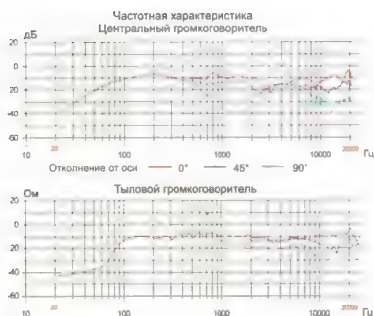 Частотная характеристика
Центральный громкоговоритель
дБ
20
0
-20
-40
-60
10 20 100 1000 10000 20000 Гц
Отколнение от оси 0° 45° 90°
Ом
Тыловой громкоговоритель
20
0
-20
-40
-60
10 20 100 1000 10000 20000 Гц